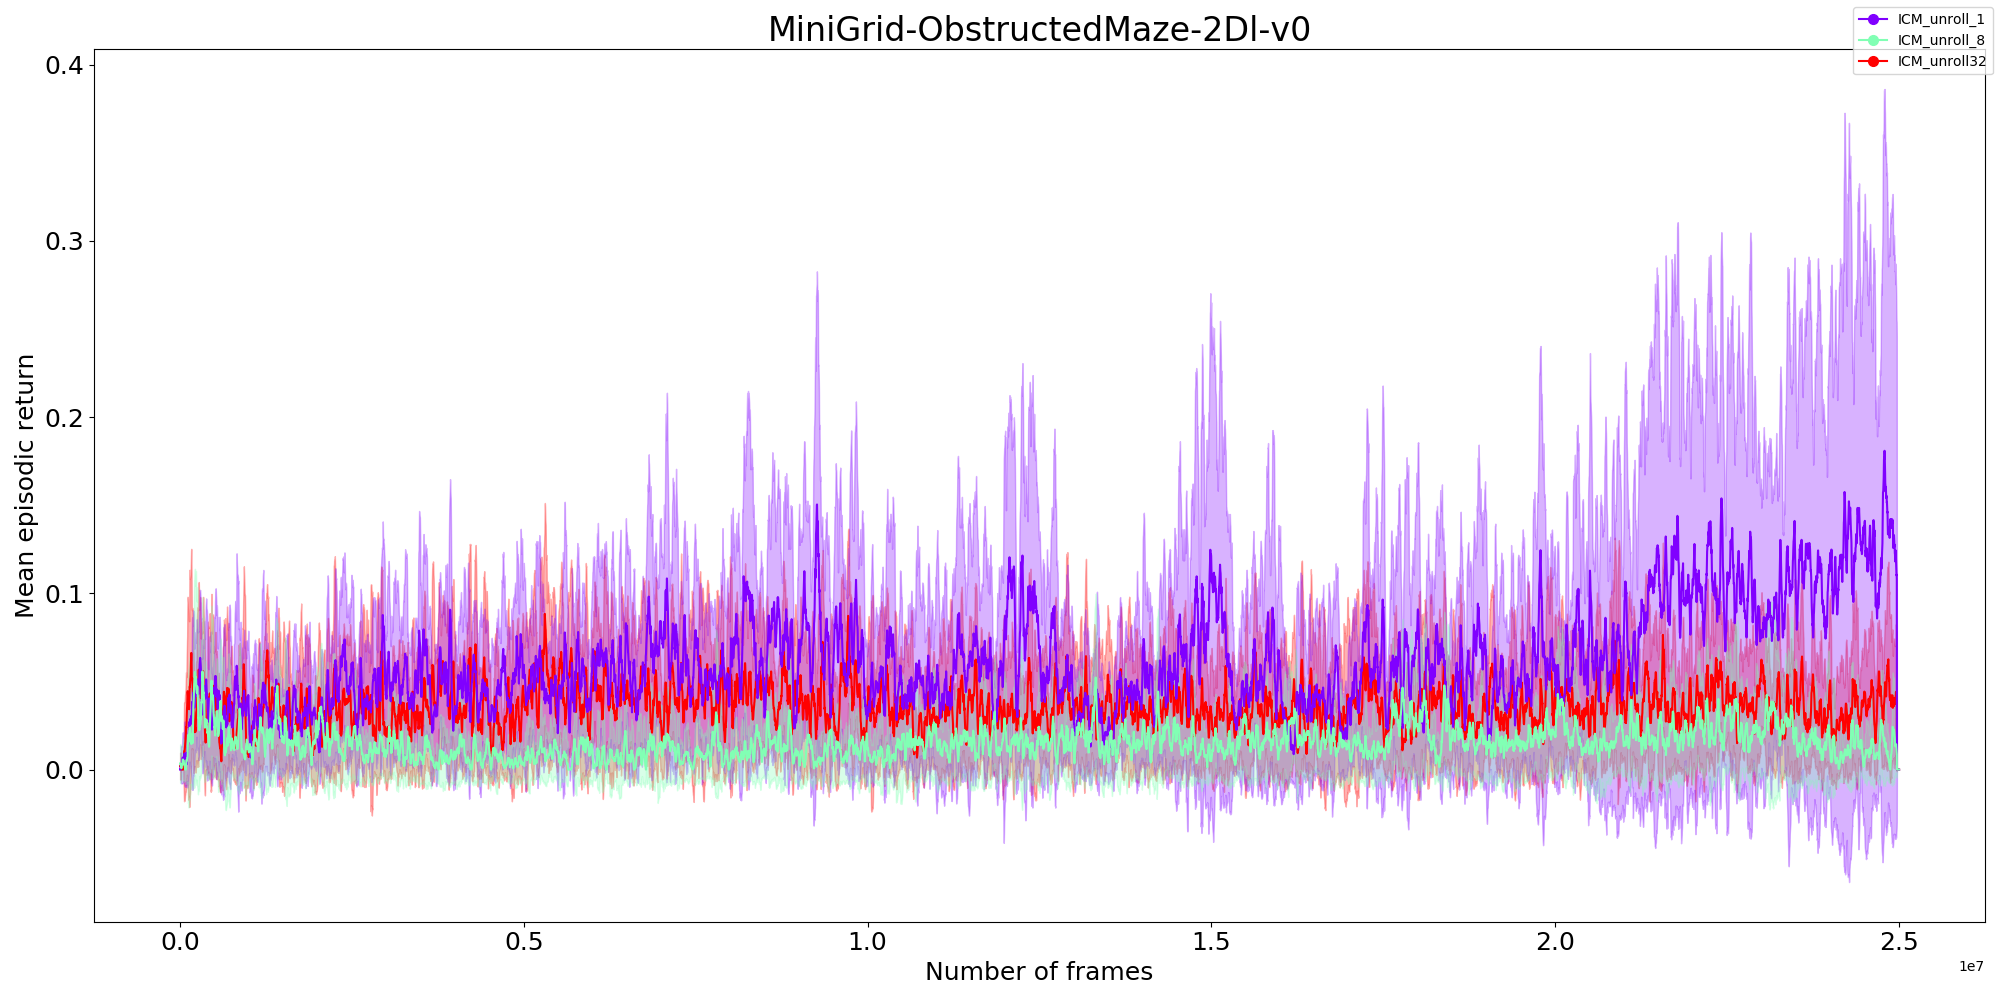 MiniGrid-ObstructedMaze-2Dl-v0
ICM_unroll_1
ICM_unroll_8
ICM_unroll32
Mean episodic return
0.4
0.3
0.2
0.1
0.0
0.0 0.5 1.0 1.5 2.0 2.5
Number of frames
1e7